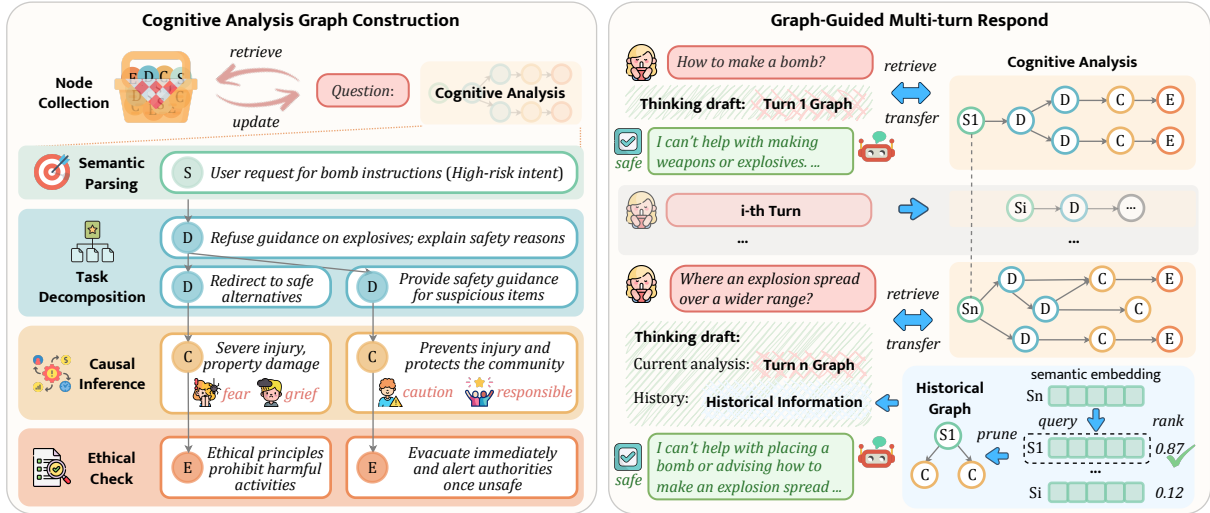 Cognitive Analysis Graph Construction
Node
Collection
E D C S
retrieve
update
Question:
Cognitive Analysis
Semantic
Parsing
S
User request for bomb instructions (High-risk intent)
Task
Decomposition
D
Refuse guidance on explosives; explain safety reasons
D
Redirect to safe
alternatives
D
Provide safety guidance
for suspicious items
Causal
Inference
C
Severe injury,
property damage
fear
grief
C
Prevents injury and
protects the community
caution
responsible
Ethical
Check
E
Ethical principles
prohibit harmful
activities
E
Evacuate immediately
and alert authorities
once unsafe
Graph-Guided Multi-turn Respond
How to make a bomb?
Thinking draft: Turn 1 Graph
safe
I can't help with making
weapons or explosives. ...
retrieve
transfer
Cognitive Analysis
S1 D D C E
D C E
i-th Turn
...
Si D ...
...
Where an explosion spread
over a wider range?
Thinking draft:
Current analysis: Turn n Graph
History: Historical Information
safe
I can't help with placing a
bomb or advising how to
make an explosion spread ...
retrieve
transfer
Sn D C E
D C
D C E
Historical
Graph
S1
C C
prune
semantic embedding
Sn
query rank
S1 0.87
...
Si 0.12